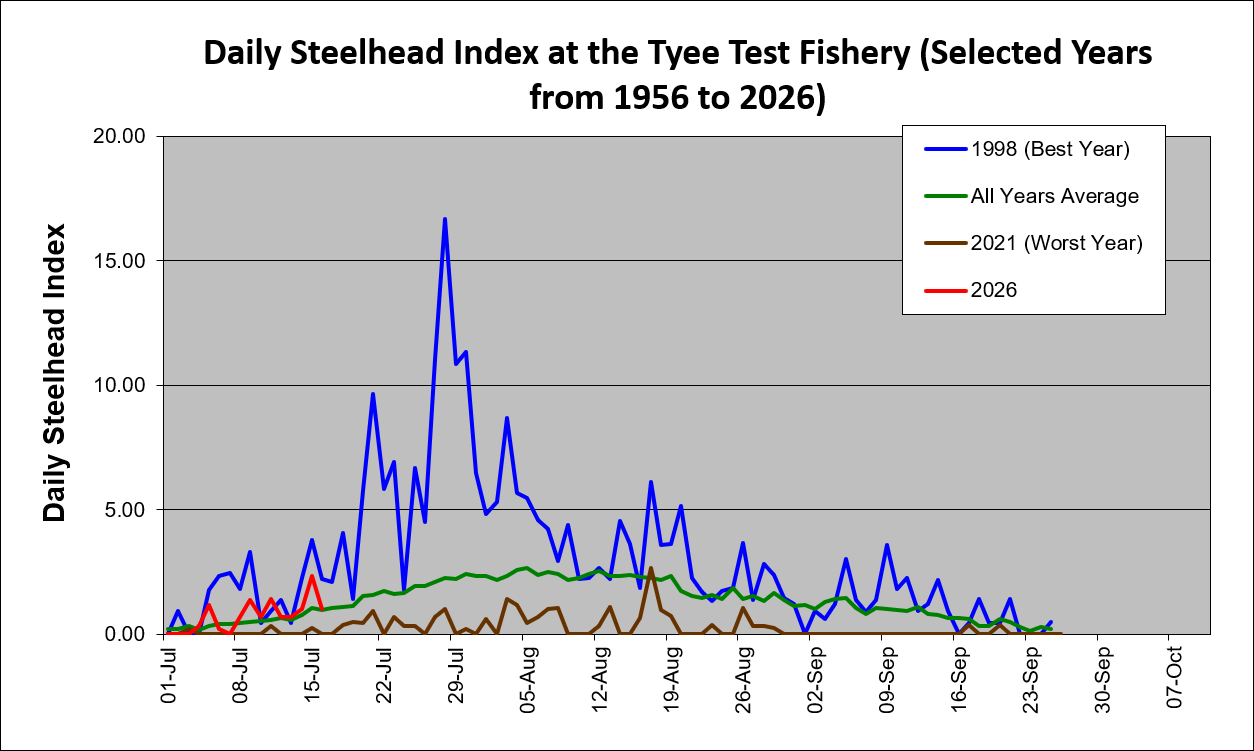 Daily Steelhead Index at the Tyee Test Fishery (Selected Years
from 1956 to 2026)
20.00
15.00
10.00
5.00
0.00
Daily Steelhead Index
1998 (Best Year)
All Years Average
2021 (Worst Year)
2026
01-Jul
08-Jul
15-Jul
22-Jul
29-Jul
05-Aug
12-Aug
19-Aug
26-Aug
02-Sep
09-Sep
16-Sep
23-Sep
30-Sep
07-Oct